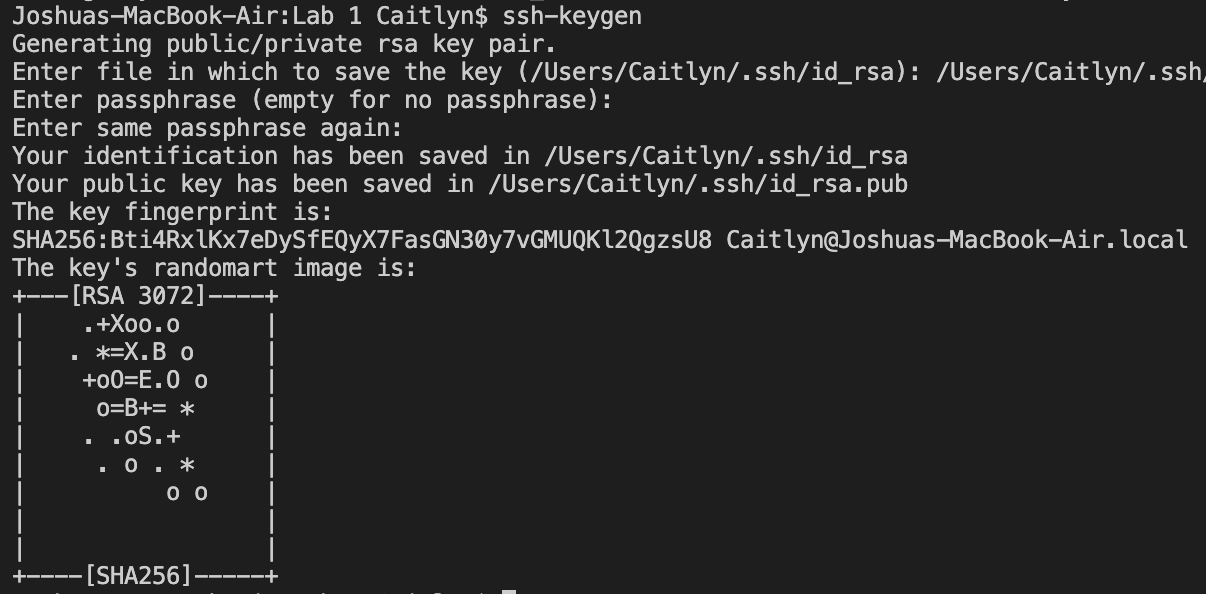 Joshuas-MacBook-Air:Lab 1 Caitlyn$ ssh-keygen
Generating public/private rsa key pair.
Enter file in which to save the key (/Users/Caitlyn/.ssh/id_rsa): /Users/Caitlyn/.ssh/
Enter passphrase (empty for no passphrase):
Enter same passphrase again:
Your identification has been saved in /Users/Caitlyn/.ssh/id_rsa
Your public key has been saved in /Users/Caitlyn/.ssh/id_rsa.pub
The key fingerprint is:
SHA256:Bti4RxlKx7eDySfEQyX7FasGN30y7vGMUQKl2QgzsU8 Caitlyn@Joshuas-MacBook-Air.local
The key's randomart image is:
+---[RSA 3072]----+
|    .+Xoo.o      |
|   . *=X.B o     |
|    +oO=E.O o    |
|     o=B+= *     |
|    . .oS.+      |
|     . o . *     |
|          o o    |
|                 |
|                 |
+----[SHA256]-----+